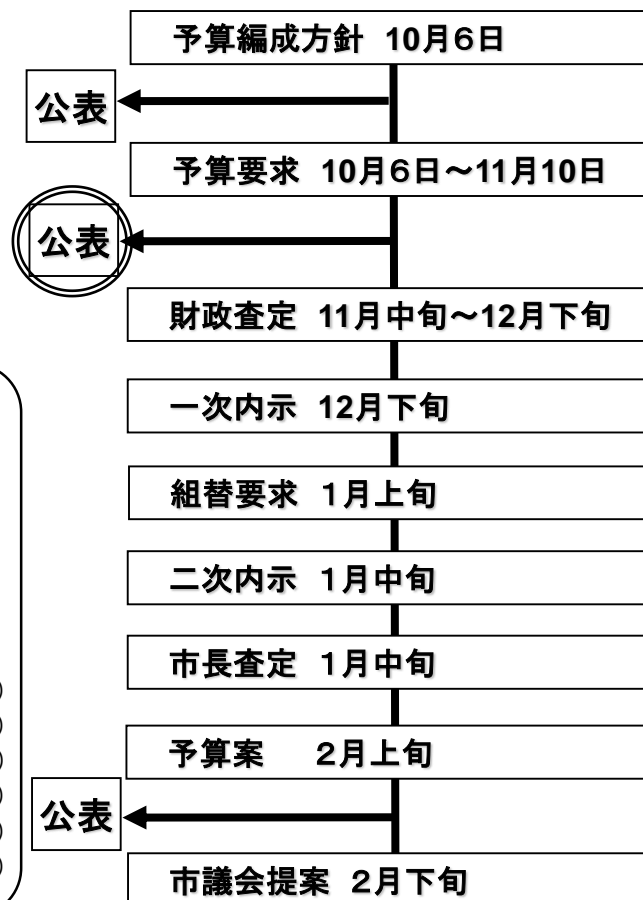 予算編成方針 10月6日
公表
予算要求 10月6日～11月10日
公表
財政査定 11月中旬～12月下旬
一次内示 12月下旬
組替要求 1月上旬
二次内示 1月中旬
市長査定 1月中旬
予算案 2月上旬
公表
市議会提案 2月下旬